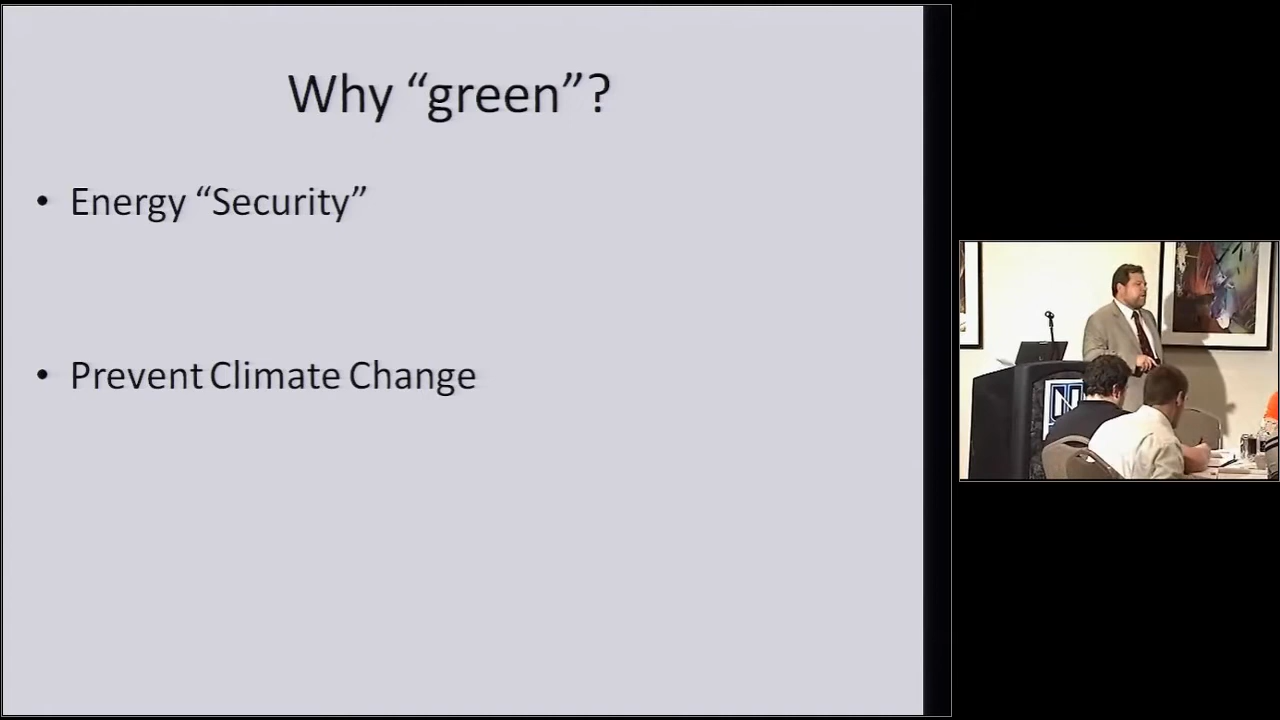 Why “green”?
• Energy “Security”
• Prevent Climate Change
N